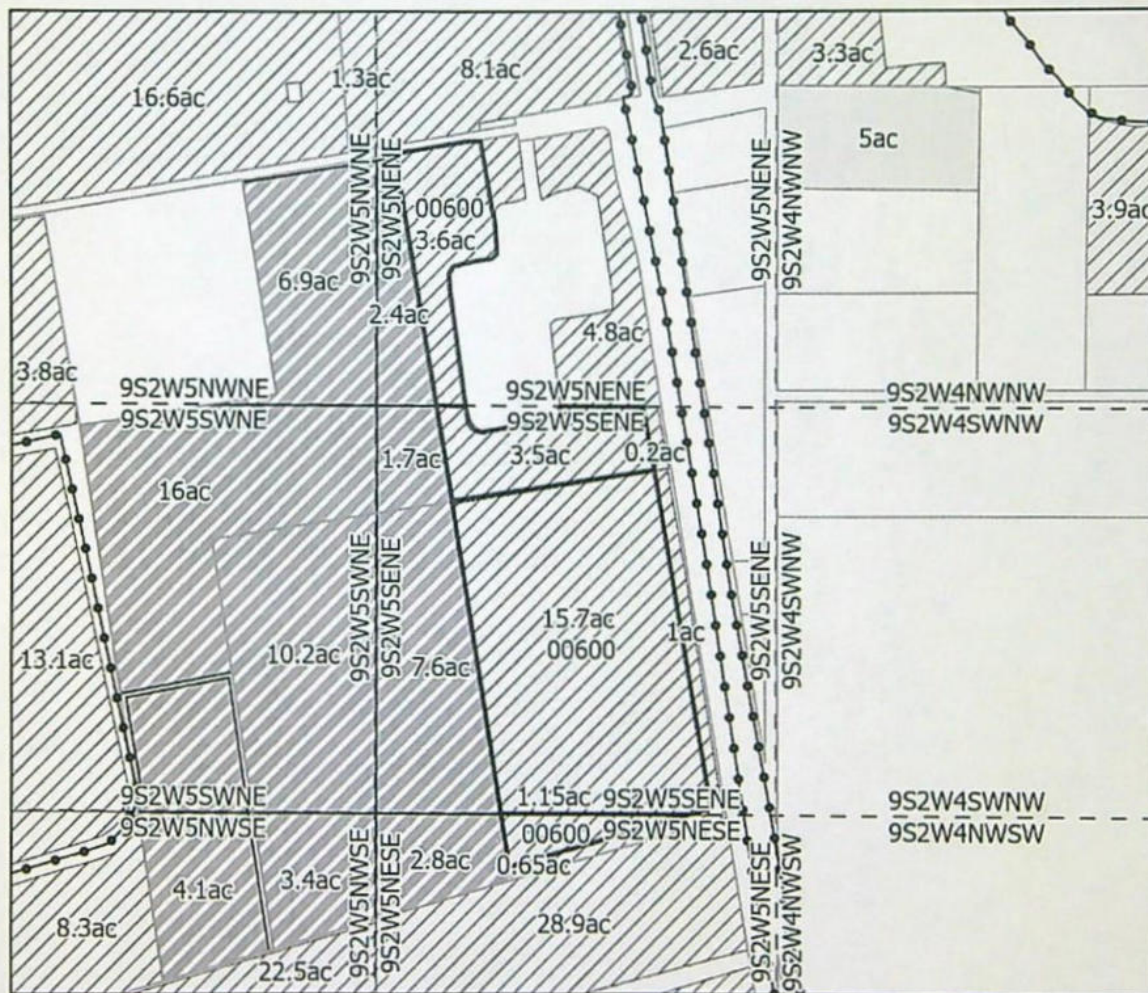 16.6ac
1.3ac
8.1ac
2.6ac
3.3ac
5ac
3.9ac
9S2W5NWNE
9S2W5NENE
00600
3.6ac
9S2W5NENE
9S2W4NWNW
6.9ac
2.4ac
4.8ac
3.8ac
9S2W5NWNE
9S2W5SWNE
9S2W5NENE
9S2W5SENE
9S2W4NWNW
9S2W4SWNW
1.7ac
3.5ac
0.2ac
16ac
9S2W5SWNE
9S2W5SENE
9S2W5SENE
9S2W4SWNW
15.7ac
00600
1ac
13.1ac
10.2ac
7.6ac
9S2W5SWNE
9S2W5NWSE
1.15ac
9S2W5SENE
00600
9S2W5NESE
9S2W4SWNW
9S2W4NWSW
0.65ac
9S2W5NWSE
9S2W5NESE
2.8ac
3.4ac
4.1ac
8.3ac
22.5ac
28.9ac
9S2W5NESE
9S2W4NWSW